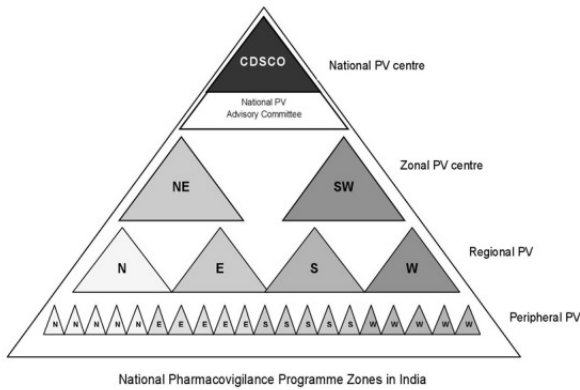 CDSCO
National PV centre
National PV
Advisory Committee
Zonal PV centre
NE SW
Regional PV
N E S W
Peripheral PV
N N N N N E E E E E S S S S S W W W W W
National Pharmacovigilance Programme Zones in India